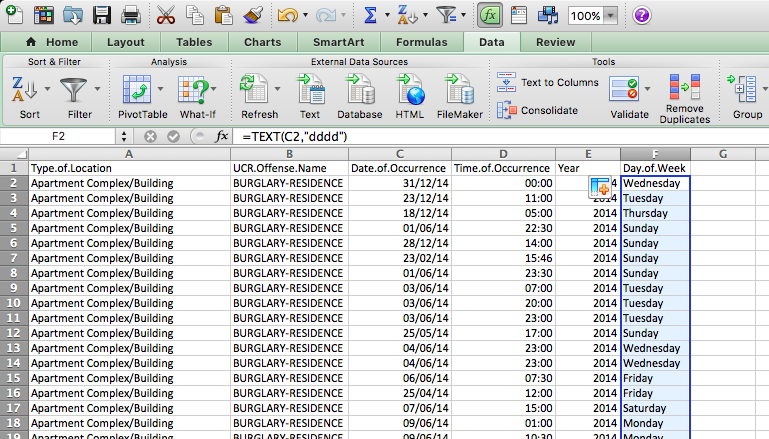 100%
Home Layout Tables Charts SmartArt Formulas Data Review
Sort & Filter Analysis External Data Sources Tools
Sort Filter PivotTable What-If Refresh Text Database HTML FileMaker Text to Columns Consolidate Validate Remove Duplicates Group
F2 fx =TEXT(C2,"dddd")
A B C D E F G
1 Type.of.Location UCR.Offense.Name Date.of.Occurrence Time.of.Occurrence Year Day.of.Week
2 Apartment Complex/Building BURGLARY-RESIDENCE 31/12/14 00:00 4 Wednesday
3 Apartment Complex/Building BURGLARY-RESIDENCE 23/12/14 11:00 2014 Tuesday
4 Apartment Complex/Building BURGLARY-RESIDENCE 18/12/14 05:00 2014 Thursday
5 Apartment Complex/Building BURGLARY-RESIDENCE 01/06/14 22:30 2014 Sunday
6 Apartment Complex/Building BURGLARY-RESIDENCE 28/12/14 14:00 2014 Sunday
7 Apartment Complex/Building BURGLARY-RESIDENCE 23/02/14 15:46 2014 Sunday
8 Apartment Complex/Building BURGLARY-RESIDENCE 01/06/14 23:30 2014 Sunday
9 Apartment Complex/Building BURGLARY-RESIDENCE 03/06/14 07:00 2014 Tuesday
10 Apartment Complex/Building BURGLARY-RESIDENCE 03/06/14 20:00 2014 Tuesday
11 Apartment Complex/Building BURGLARY-RESIDENCE 03/06/14 23:00 2014 Tuesday
12 Apartment Complex/Building BURGLARY-RESIDENCE 25/05/14 17:00 2014 Sunday
13 Apartment Complex/Building BURGLARY-RESIDENCE 04/06/14 23:00 2014 Wednesday
14 Apartment Complex/Building BURGLARY-RESIDENCE 04/06/14 23:00 2014 Wednesday
15 Apartment Complex/Building BURGLARY-RESIDENCE 06/06/14 07:30 2014 Friday
16 Apartment Complex/Building BURGLARY-RESIDENCE 25/04/14 12:00 2014 Friday
17 Apartment Complex/Building BURGLARY-RESIDENCE 07/06/14 15:00 2014 Saturday
18 Apartment Complex/Building BURGLARY-RESIDENCE 09/06/14 01:00 2014 Monday
19 Apartment Complex/Building BURGLARY-RESIDENCE 09/06/14 10:30 2014 Monday